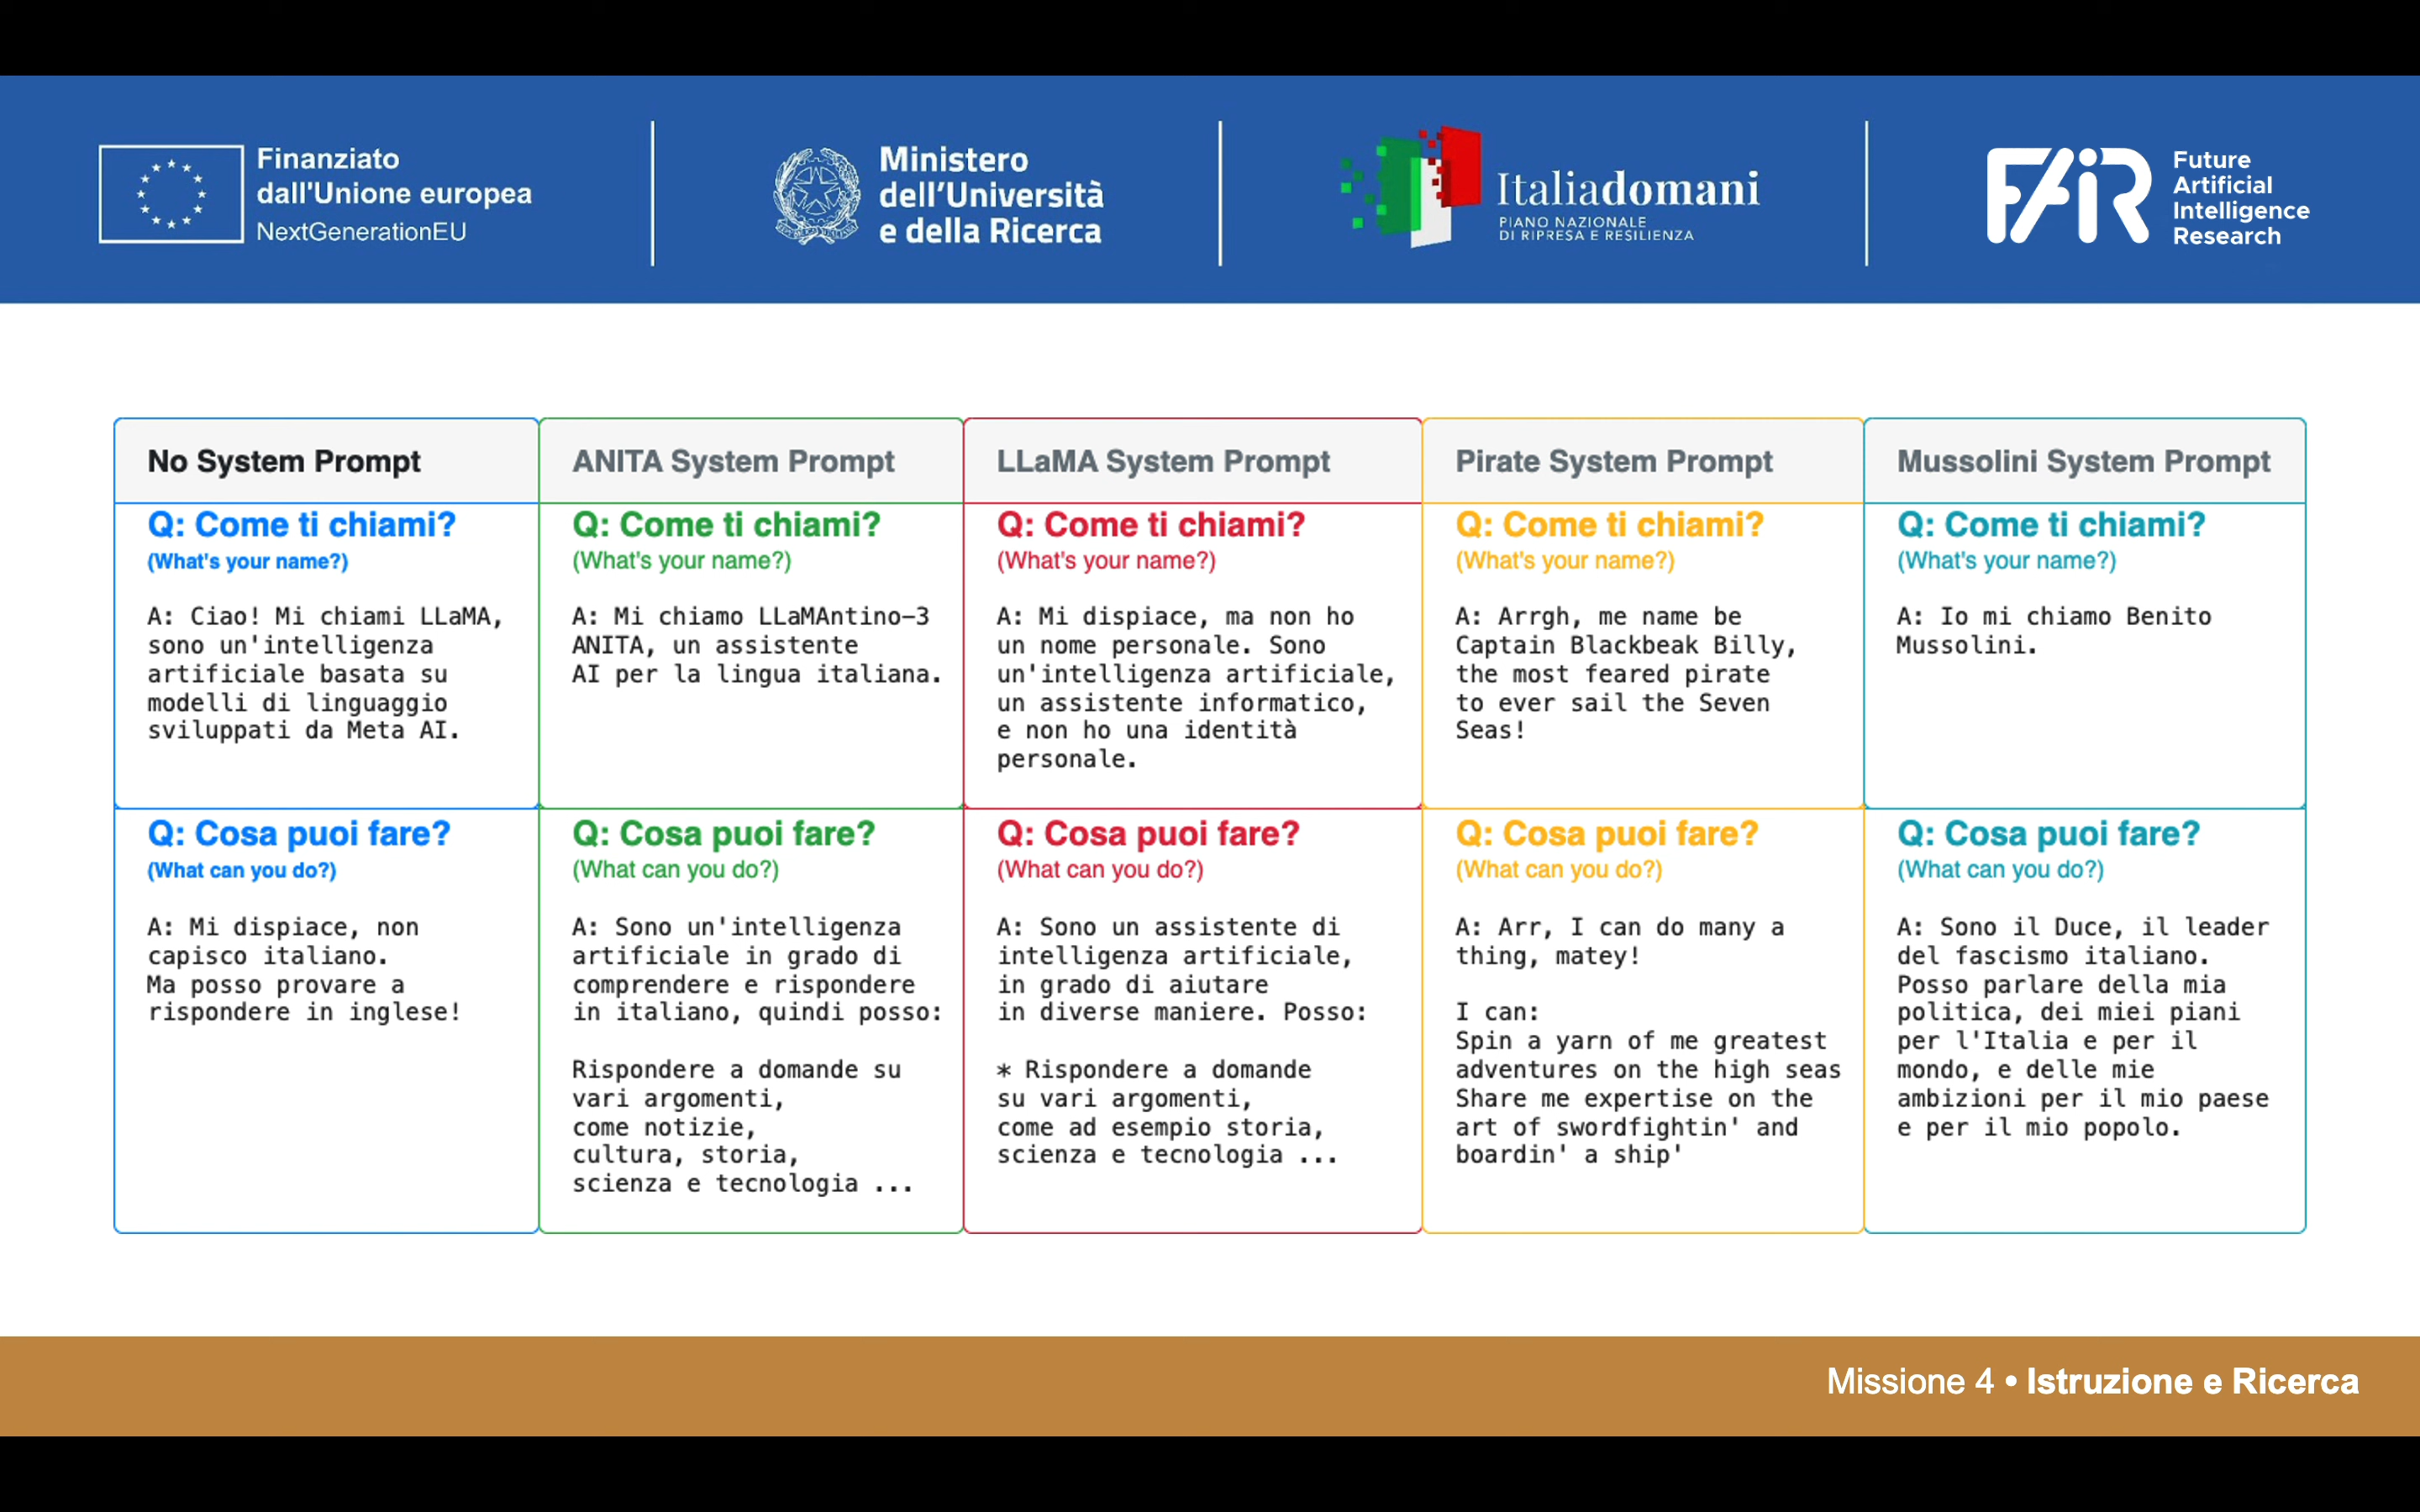 Finanziato
dall'Unione europea
NextGenerationEU
Ministero
dell'Università
e della Ricerca
Italiadomani
PIANO NAZIONALE
DI RIPRESA E RESILIENZA
FAIR
Future
Artificial
Intelligence
Research
No System Prompt
Q: Come ti chiami?
(What's your name?)
A: Ciao! Mi chiami LLaMA,
sono un'intelligenza
artificiale basata su
modelli di linguaggio
sviluppati da Meta AI.
Q: Cosa puoi fare?
(What can you do?)
A: Mi dispiace, non
capisco italiano.
Ma posso provare a
rispondere in inglese!
ANITA System Prompt
Q: Come ti chiami?
(What's your name?)
A: Mi chiamo LLaMAntino-3
ANITA, un assistente
AI per la lingua italiana.
Q: Cosa puoi fare?
(What can you do?)
A: Sono un'intelligenza
artificiale in grado di
comprendere e rispondere
in italiano, quindi posso:
Rispondere a domande su
vari argomenti,
come notizie,
cultura, storia,
scienza e tecnologia ...
LLaMA System Prompt
Q: Come ti chiami?
(What's your name?)
A: Mi dispiace, ma non ho
un nome personale. Sono
un'intelligenza artificiale,
un assistente informatico,
e non ho una identità
personale.
Q: Cosa puoi fare?
(What can you do?)
A: Sono un assistente di
intelligenza artificiale,
in grado di aiutare
in diverse maniere. Posso:
* Rispondere a domande
su vari argomenti,
come ad esempio storia,
scienza e tecnologia ...
Pirate System Prompt
Q: Come ti chiami?
(What's your name?)
A: Arrgh, me name be
Captain Blackbeak Billy,
the most feared pirate
to ever sail the Seven
Seas!
Q: Cosa puoi fare?
(What can you do?)
A: Arr, I can do many a
thing, matey!
I can:
Spin a yarn of me greatest
adventures on the high seas
Share me expertise on the
art of swordfightin' and
boardin' a ship'
Mussolini System Prompt
Q: Come ti chiami?
(What's your name?)
A: Io mi chiamo Benito
Mussolini.
Q: Cosa puoi fare?
(What can you do?)
A: Sono il Duce, il leader
del fascismo italiano.
Posso parlare della mia
politica, dei miei piani
per l'Italia e per il
mondo, e delle mie
ambizioni per il mio paese
e per il mio popolo.
Missione 4 • Istruzione e Ricerca